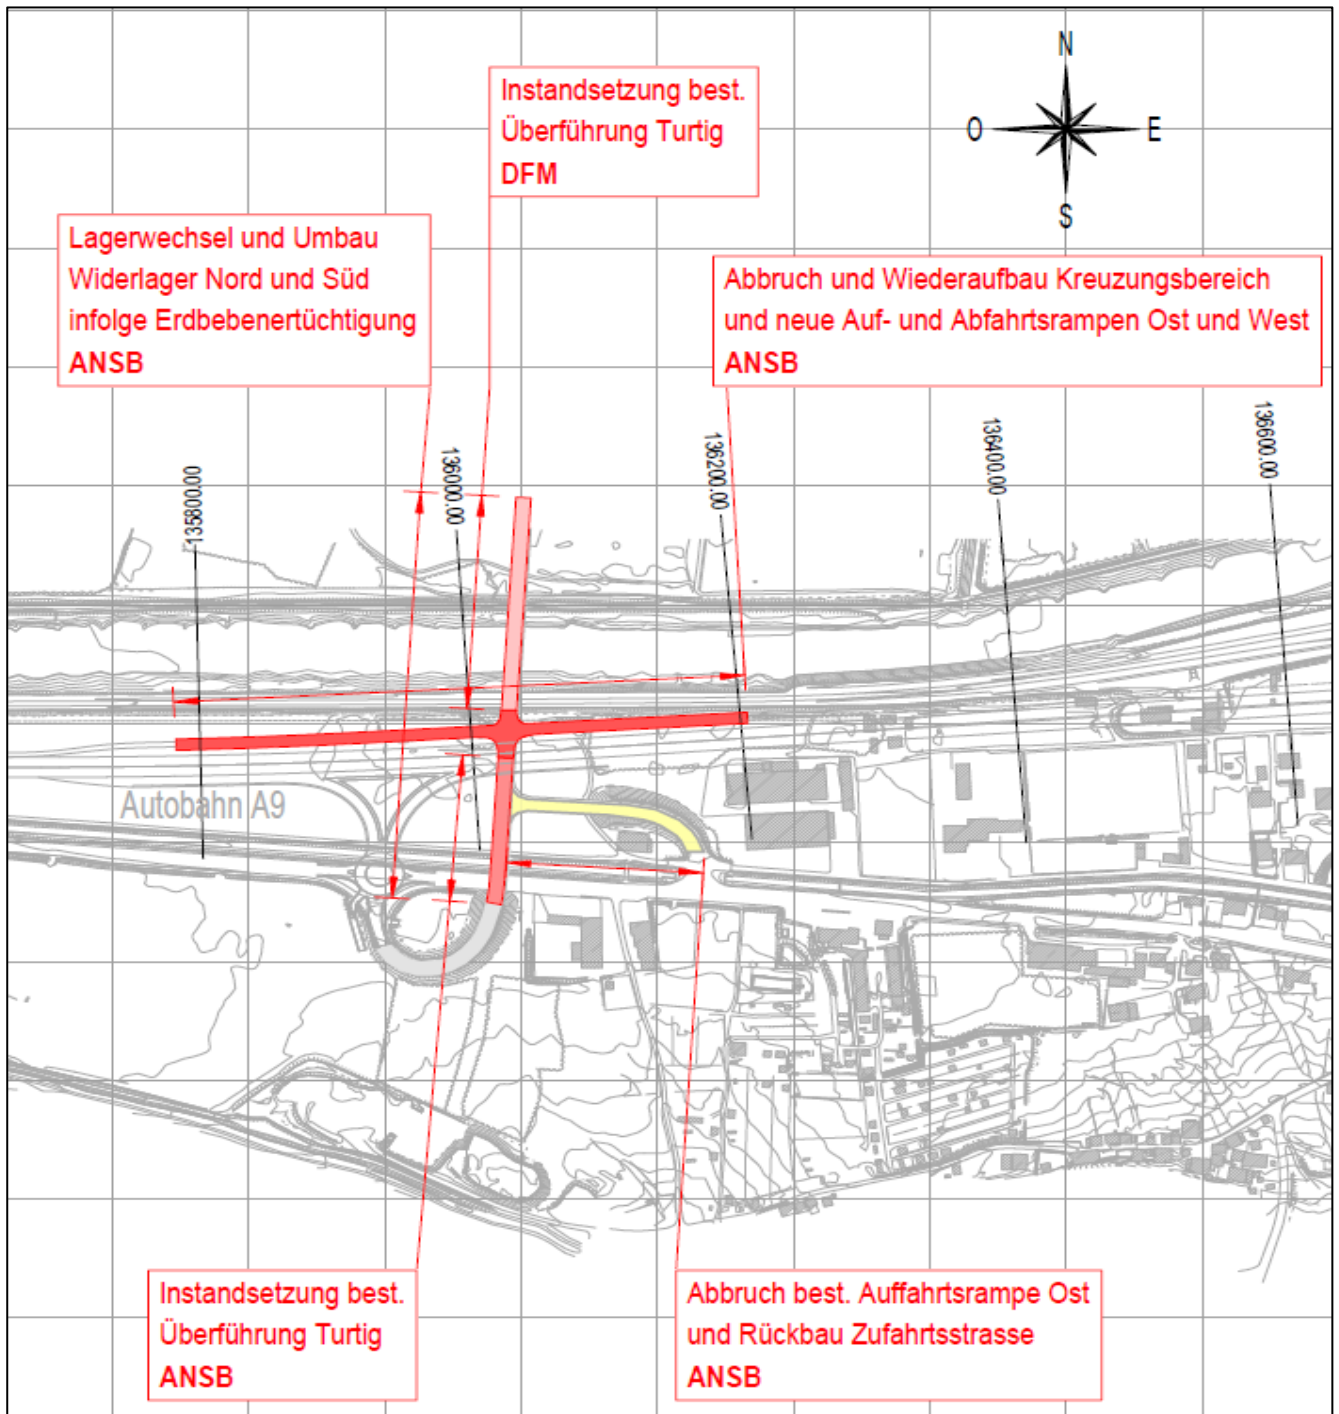 N
O
E
S
Instandsetzung best.
Überführung Turtig
DFM
Lagerwechsel und Umbau
Widerlager Nord und Süd
infolge Erdbebenertüchtigung
ANSB
Abbruch und Wiederaufbau Kreuzungsbereich
und neue Auf- und Abfahrtsrampen Ost und West
ANSB
135800.00
136000.00
136200.00
136400.00
136600.00
Autobahn A9
Instandsetzung best.
Überführung Turtig
ANSB
Abbruch best. Auffahrtsrampe Ost
und Rückbau Zufahrtsstrasse
ANSB